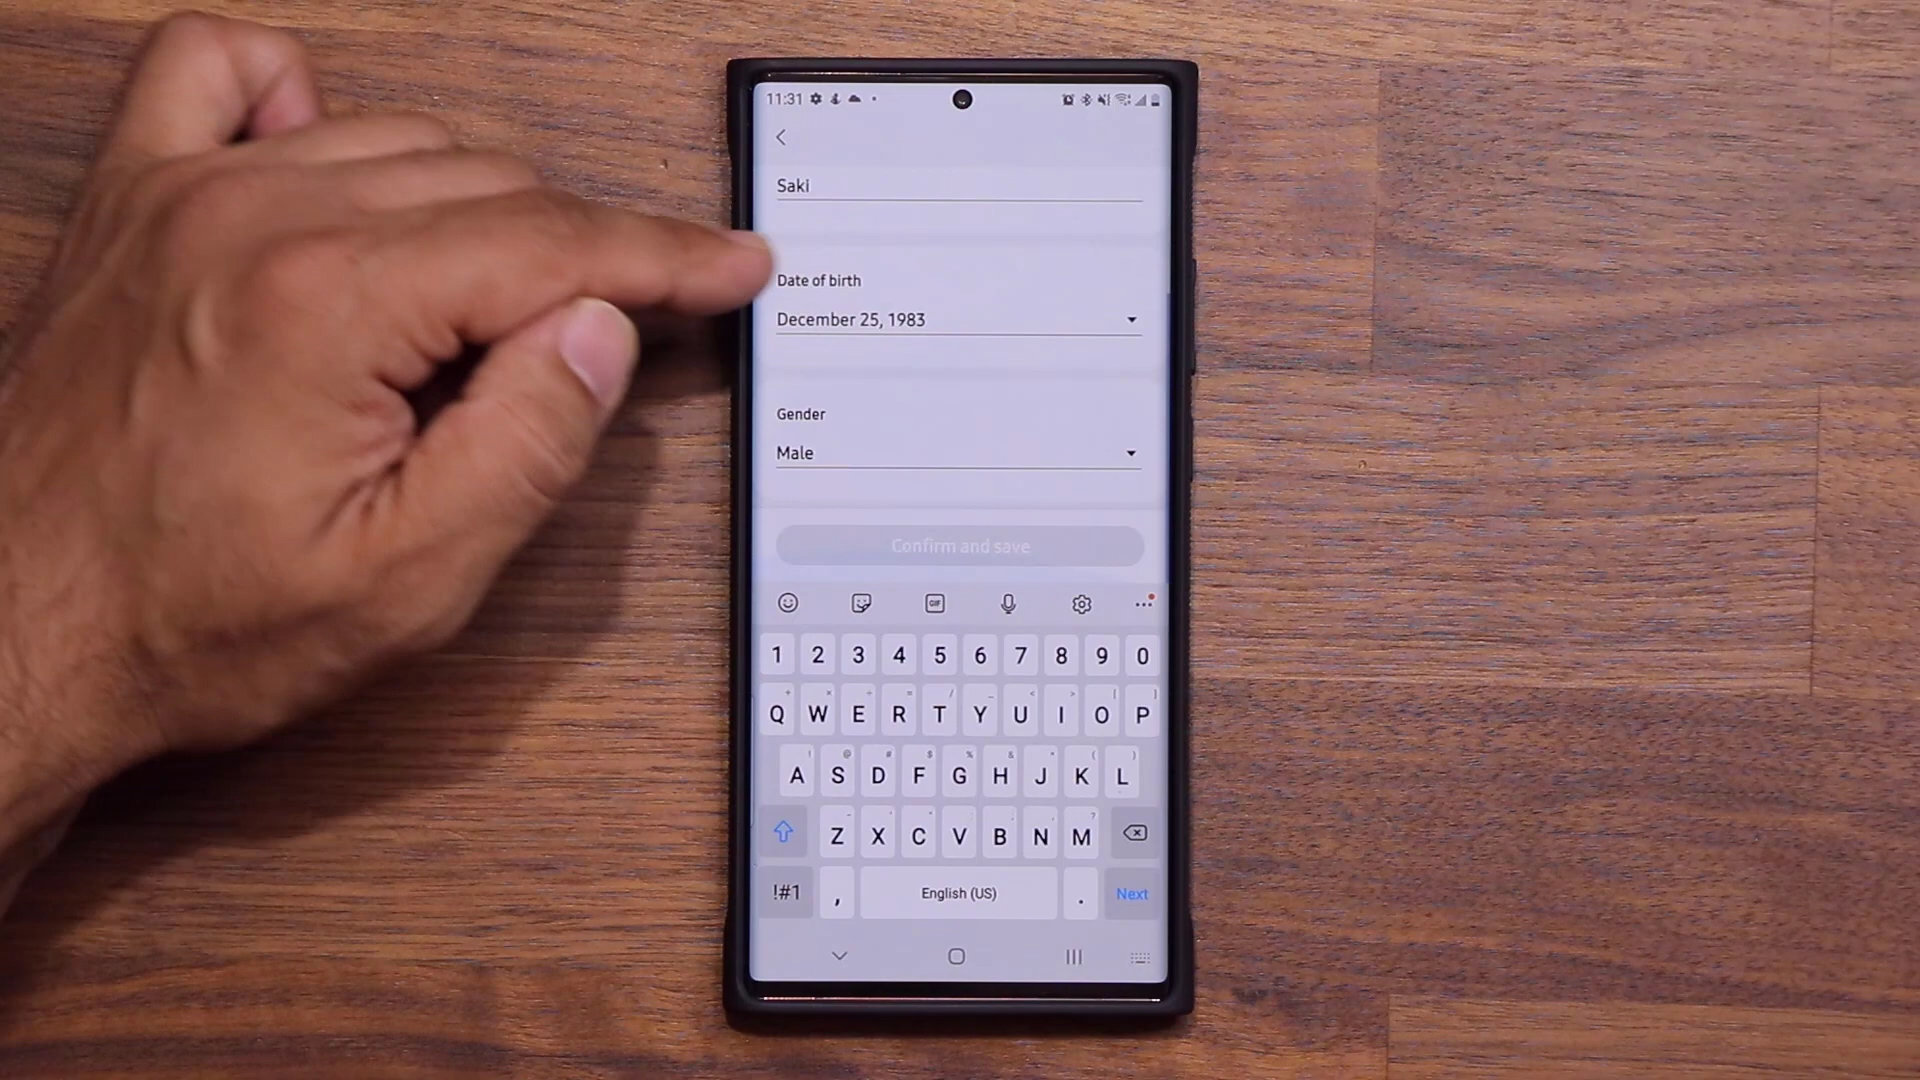 11:31
Saki
Date of birth
December 25, 1983
Gender
Male
Confirm and save
GIF
1 2 3 4 5 6 7 8 9 0
Q W E R T Y U I O P
A S D F G H J K L
Z X C V B N M
!#1 , English (US) . Next